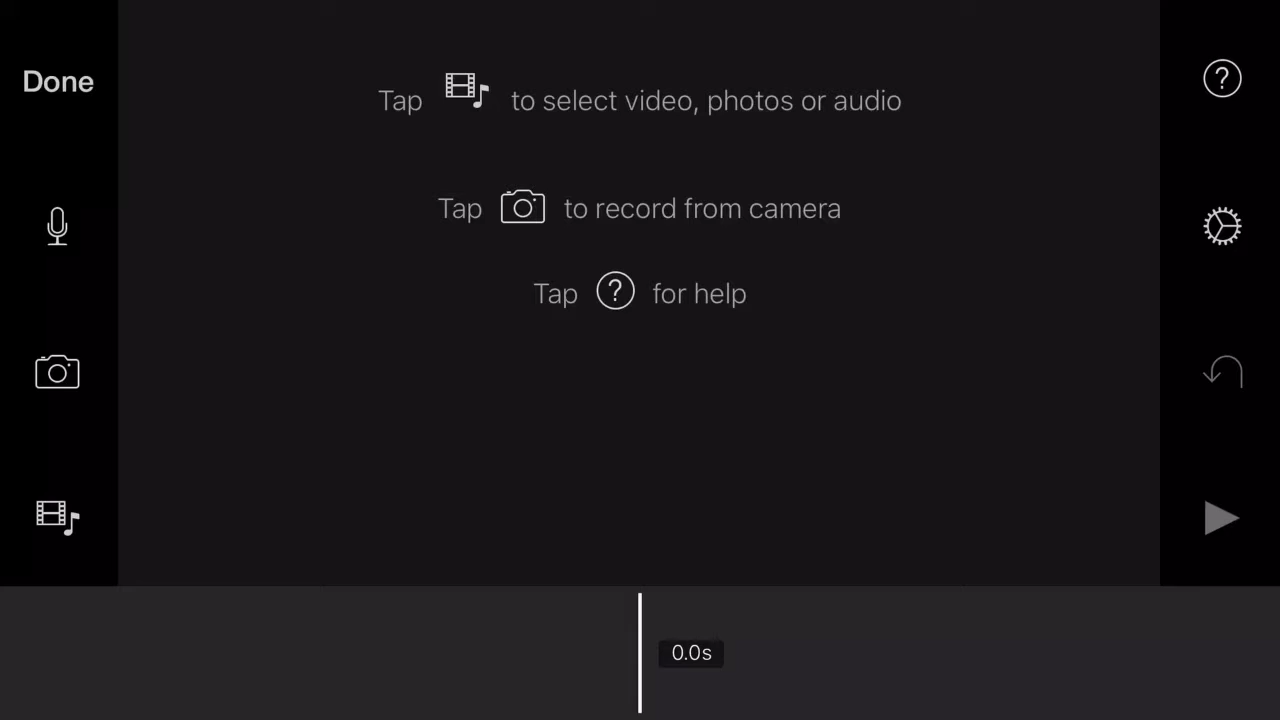 Done
Tap to select video, photos or audio
Tap to record from camera
Tap ? for help
?
0.0s